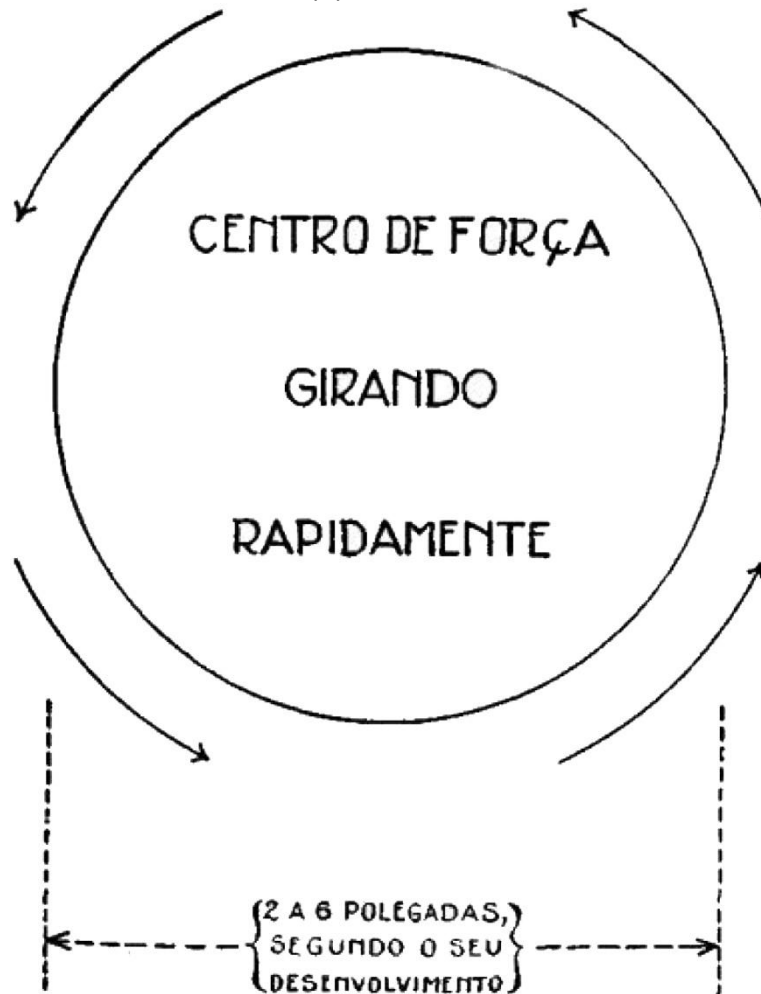 CENTRO DE FORÇA
GIRANDO
RAPIDAMENTE
2 A 6 POLEGADAS,
SEGUNDO O SEU
DESENVOLVIMENTO